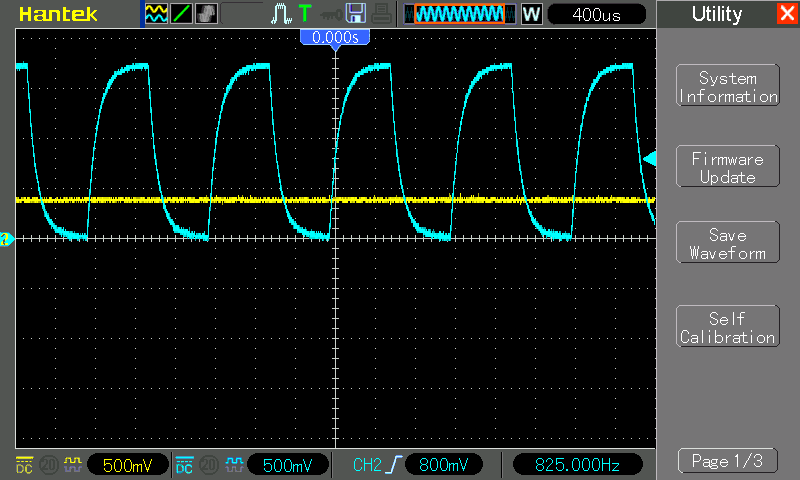 Hantek
T
W
400us
Utility
X
0.000s
System
Information
Firmware
Update
Save
Waveform
Self
Calibration
2
DC
20
500mV
DC
20
500mV
CH2
800mV
825.000Hz
Page 1/3